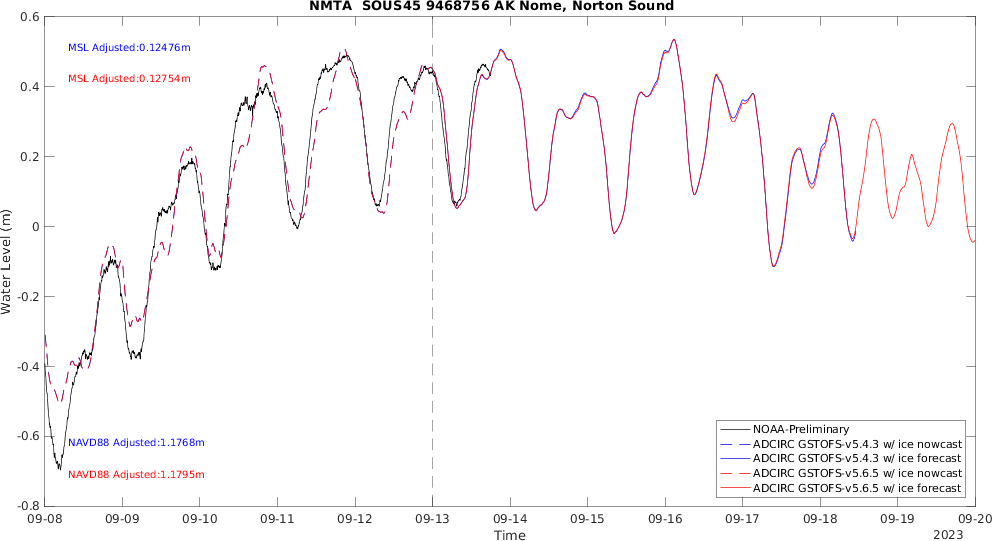 NMTA SOUS45 9468756 AK Nome, Norton Sound
0.6
0.4
0.2
0
-0.2
-0.4
-0.6
-0.8
Water Level (m)
MSL Adjusted:0.12476m
MSL Adjusted:0.12754m
NAVD88 Adjusted:1.1768m
NAVD88 Adjusted:1.1795m
NOAA-Preliminary
ADCIRC GSTOFS-v5.4.3 w/ ice nowcast
ADCIRC GSTOFS-v5.4.3 w/ ice forecast
ADCIRC GSTOFS-v5.6.5 w/ ice nowcast
ADCIRC GSTOFS-v5.6.5 w/ ice forecast
09-08 09-09 09-10 09-11 09-12 09-13 09-14 09-15 09-16 09-17 09-18 09-19 09-20
Time
2023